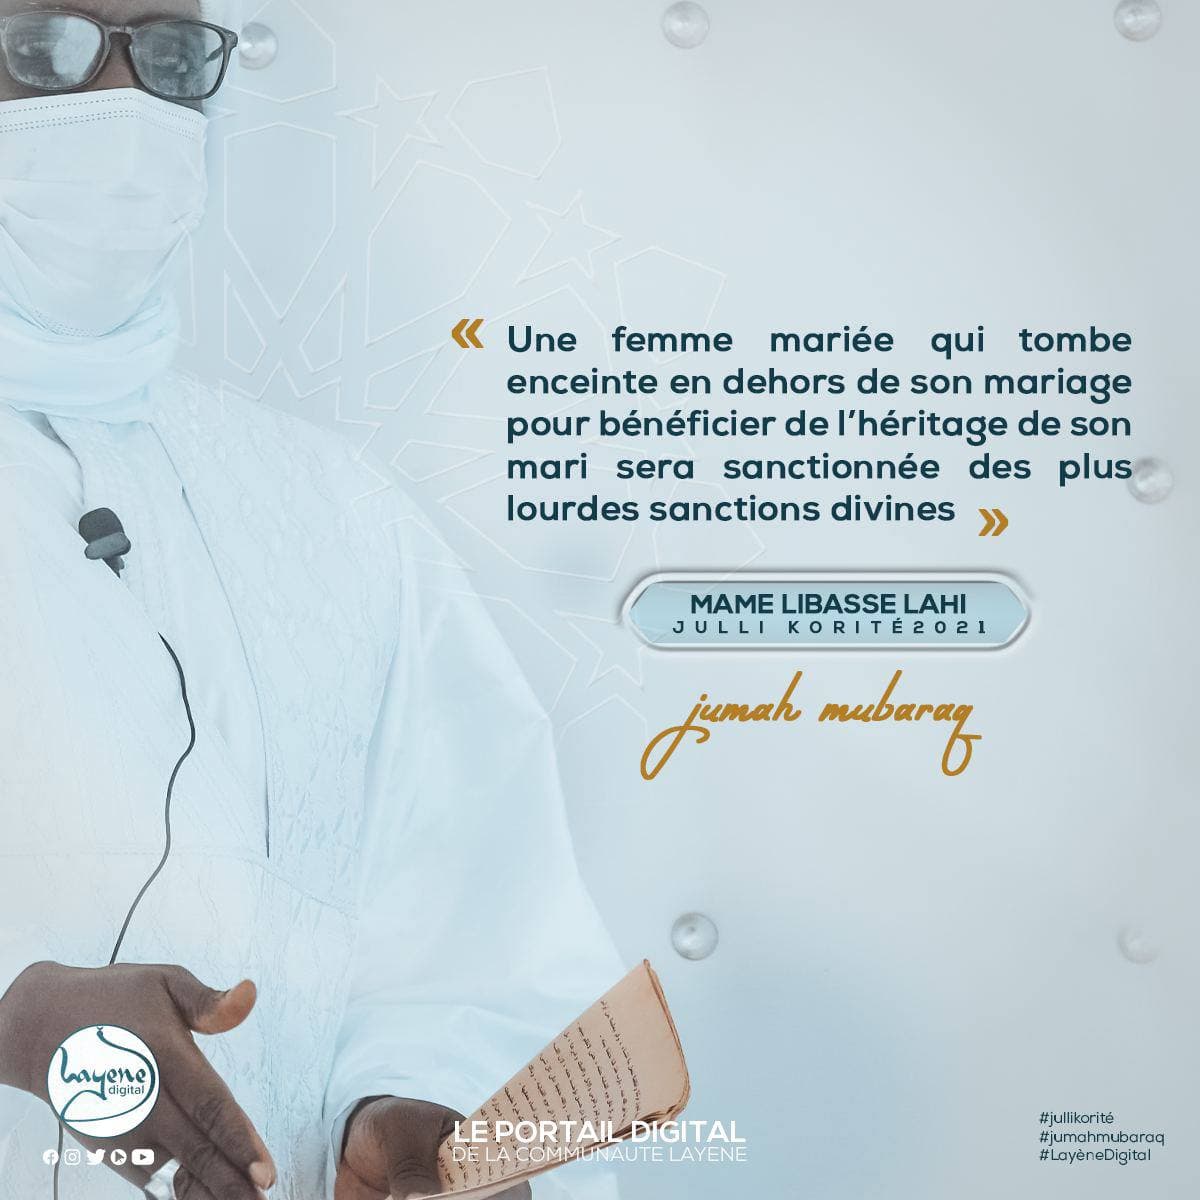 « Une femme mariée qui tombe
enceinte en dehors de son mariage
pour bénéficier de l’héritage de son
mari sera sanctionnée des plus
lourdes sanctions divines »
MAME LIBASSE LAHI
JULLI KORITÉ2021
jumah mubaraq
Layene
digital
LE PORTAIL DIGITAL
DE LA COMMUNAUTE LAYENE
#jullikorité
#jumahmubaraq
#LayèneDigital